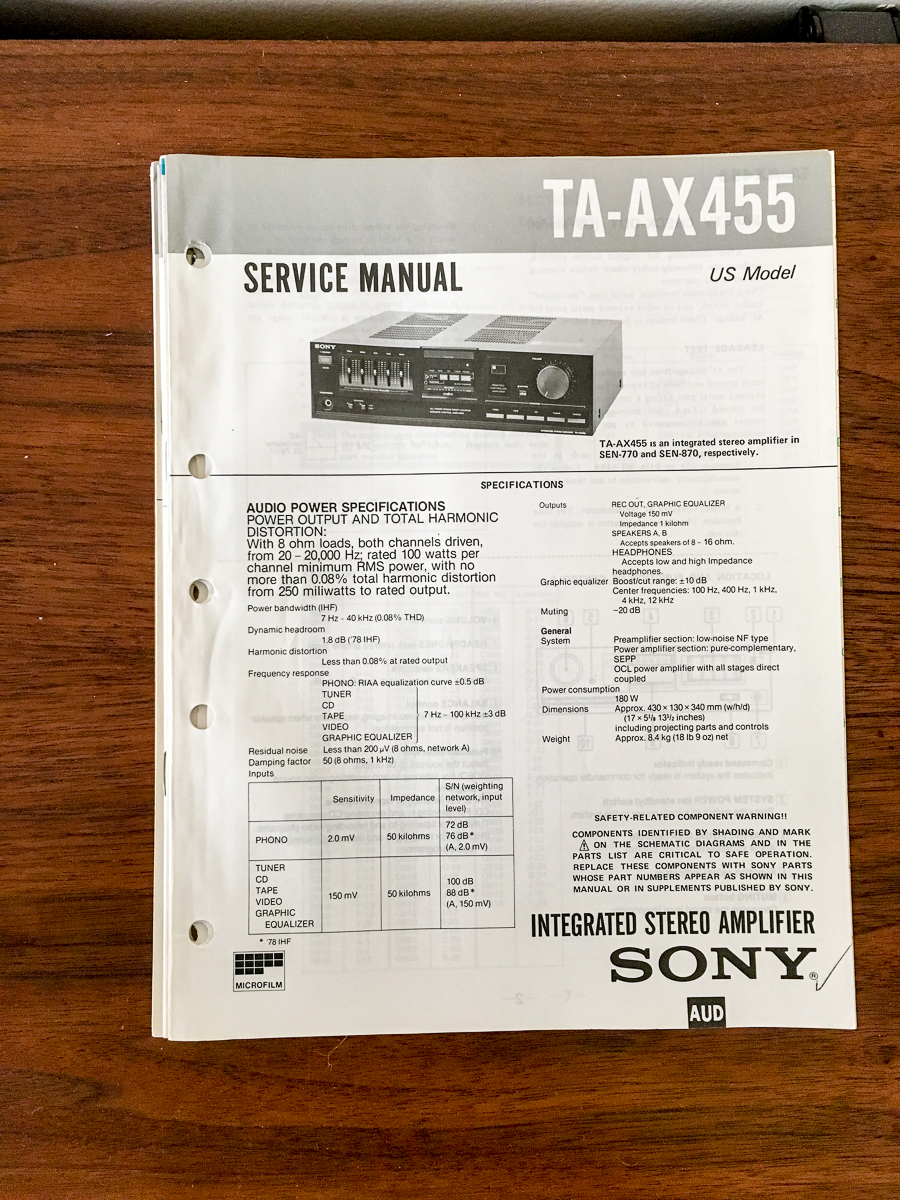 TA-AX455
SERVICE MANUAL
US Model
SONY
TA-AX455 is an integrated stereo amplifier in
SEN-770 and SEN-870, respectively.
SPECIFICATIONS
AUDIO POWER SPECIFICATIONS
POWER OUTPUT AND TOTAL HARMONIC
DISTORTION:
With 8 ohm loads, both channels driven,
from 20 – 20,000 Hz; rated 100 watts per
channel minimum RMS power, with no
more than 0.08% total harmonic distortion
from 250 miliwatts to rated output.
Power bandwidth (IHF)
7 Hz – 40 kHz (0.08% THD)
Dynamic headroom
1.8 dB ('78 IHF)
Harmonic distortion
Less than 0.08% at rated output
Frequency response
PHONO: RIAA equalization curve ±0.5 dB
TUNER
CD
TAPE 7 Hz – 100 kHz ±3 dB
VIDEO
GRAPHIC EQUALIZER
Residual noise Less than 200 µV (8 ohms, network A)
Damping factor 50 (8 ohms, 1 kHz)
Inputs
Sensitivity Impedance S/N (weighting
network, input
level)
PHONO 2.0 mV 50 kilohms 72 dB
76 dB*
(A, 2.0 mV)
TUNER
CD
TAPE
VIDEO
GRAPHIC
EQUALIZER
150 mV 50 kilohms 100 dB
88 dB*
(A, 150 mV)
* '78 IHF
MICROFILM
Outputs REC OUT, GRAPHIC EQUALIZER
Voltage 150 mV
Impedance 1 kilohm
SPEAKERS A, B
Accepts speakers of 8 – 16 ohm.
HEADPHONES
Accepts low and high Impedance
headphones.
Graphic equalizer Boost/cut range: ±10 dB
Center frequencies: 100 Hz, 400 Hz, 1 kHz,
4 kHz, 12 kHz
Muting −20 dB
General
System Preamplifier section: low-noise NF type
Power amplifier section: pure-complementary,
SEPP
OCL power amplifier with all stages direct
coupled
Power consumption
180 W
Dimensions Approx. 430 × 130 × 340 mm (w/h/d)
(17 × 5 1/8 13 1/2 inches)
including projecting parts and controls
Weight Approx. 8.4 kg (18 lb 9 oz) net
SAFETY-RELATED COMPONENT WARNING!!
COMPONENTS IDENTIFIED BY SHADING AND MARK
⚠ ON THE SCHEMATIC DIAGRAMS AND IN THE
PARTS LIST ARE CRITICAL TO SAFE OPERATION.
REPLACE THESE COMPONENTS WITH SONY PARTS
WHOSE PART NUMBERS APPEAR AS SHOWN IN THIS
MANUAL OR IN SUPPLEMENTS PUBLISHED BY SONY.
INTEGRATED STEREO AMPLIFIER
SONY®
AUD